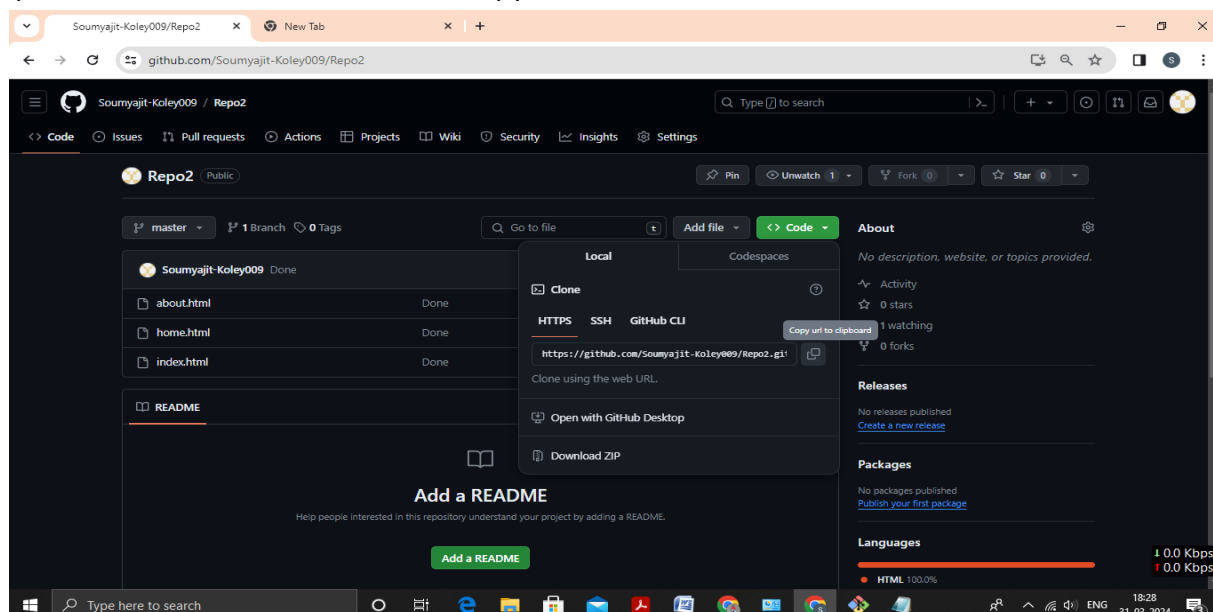 Soumyajit-Koley009/Repo2
New Tab
github.com/Soumyajit-Koley009/Repo2
S
Soumyajit-Koley009 / Repo2
Type / to search
Code Issues Pull requests Actions Projects Wiki Security Insights Settings
Repo2 Public
Pin Unwatch 1 Fork 0 Star 0
master 1 Branch 0 Tags
Go to file t Add file Code
Soumyajit-Koley009 Done
about.html Done
home.html Done
index.html Done
README
Add a README
Help people interested in this repository understand your project by adding a README.
Add a README
Local Codespaces
Clone
HTTPS SSH GitHub CLI
Copy url to clipboard
https://github.com/Soumyajit-Koley009/Repo2.git
Clone using the web URL.
Open with GitHub Desktop
Download ZIP
About
No description, website, or topics provided.
Activity
0 stars
1 watching
0 forks
Releases
No releases published
Create a new release
Packages
No packages published
Publish your first package
Languages
HTML 100.0%
0.0 Kbps
0.0 Kbps
Type here to search
ENG
18:28
31-03-2024